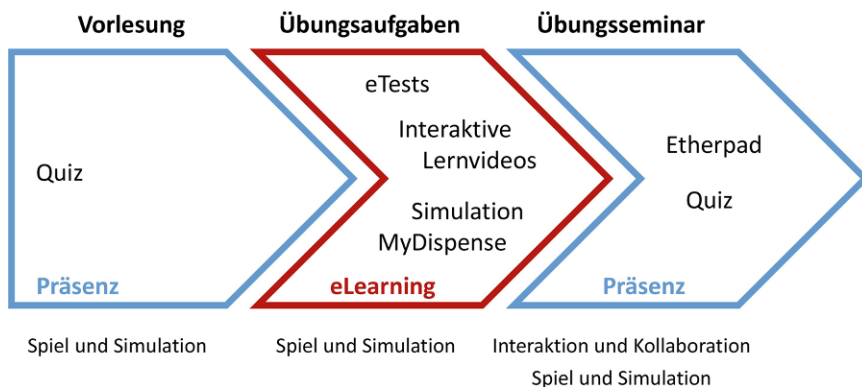 Vorlesung
Quiz
Präsenz
Spiel und Simulation
Übungsaufgaben
eTests
Interaktive
Lernvideos
Simulation
MyDispense
eLearning
Spiel und Simulation
Übungsseminar
Etherpad
Quiz
Präsenz
Interaktion und Kollaboration
Spiel und Simulation